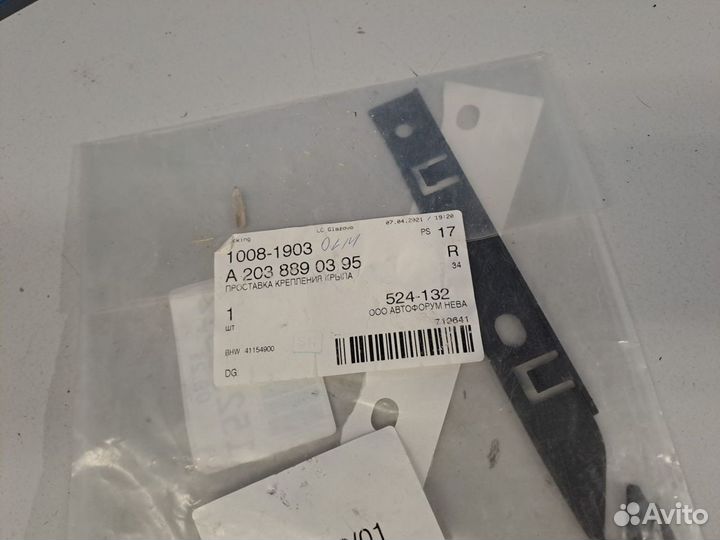 LC Glazovo
07.04.2021 / 19:20
1008-1903
PS 17
A 203 889 03 95
R
ПРОСТАВКА КРЕПЛЕНИЯ КРЫЛА
34
1
524-132
шт
ООО АВТОФОРУМ НЕВА
712641
BHW 41154900
DG:
/01
Avito